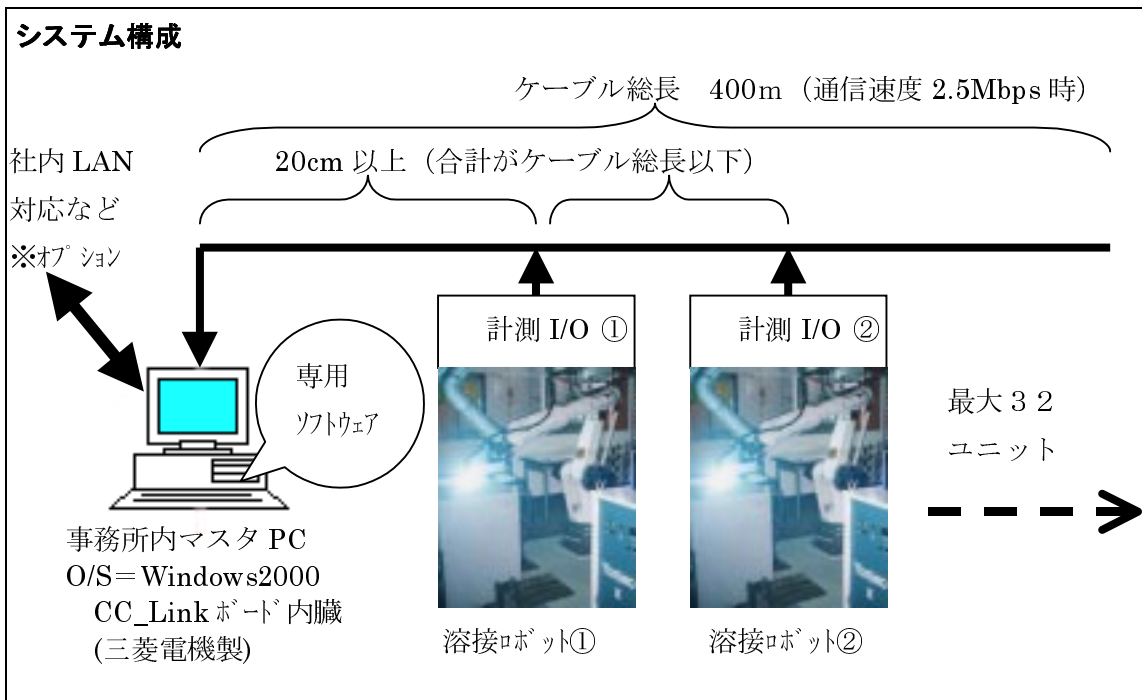 システム構成
ケーブル総長 400m(通信速度 2.5Mbps 時)
社内 LAN
対応など
※ｵﾌﾟｼｮﾝ
20cm 以上(合計がケーブル総長以下)
計測 I/O ①
計測 I/O ②
専用
ｿﾌﾄｳｪｱ
最大３２
ユニット
事務所内マスタ PC
O/S＝Windows2000
CC_Link ﾎﾞｰﾄﾞ内臓
(三菱電機製)
溶接ﾛﾎﾞｯﾄ①
溶接ﾛﾎﾞｯﾄ②